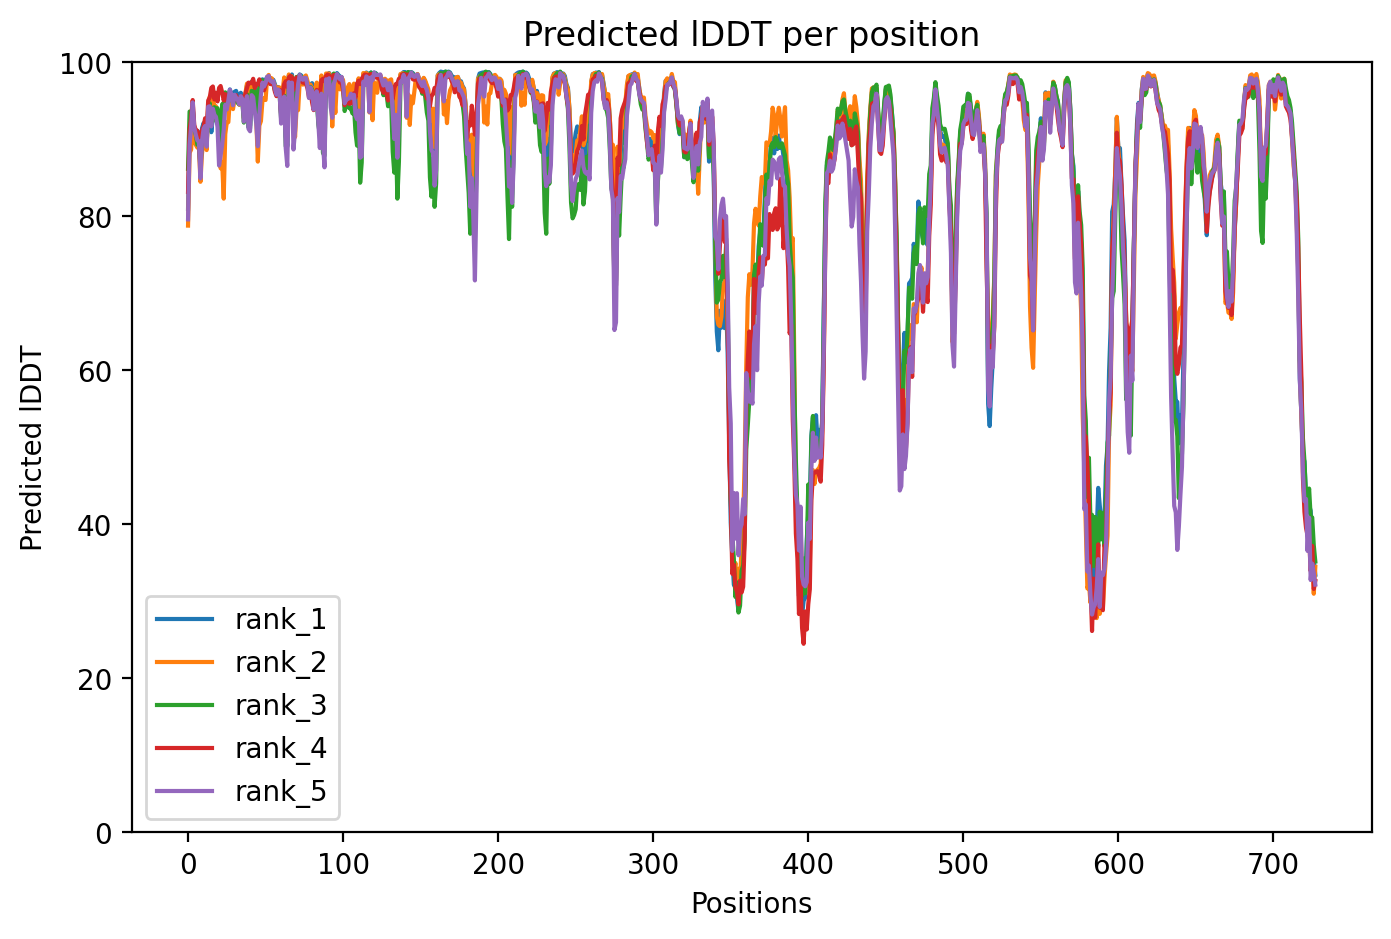 Predicted lDDT per position
100
80
60
40
20
0
Predicted lDDT
rank_1
rank_2
rank_3
rank_4
rank_5
0 100 200 300 400 500 600 700
Positions